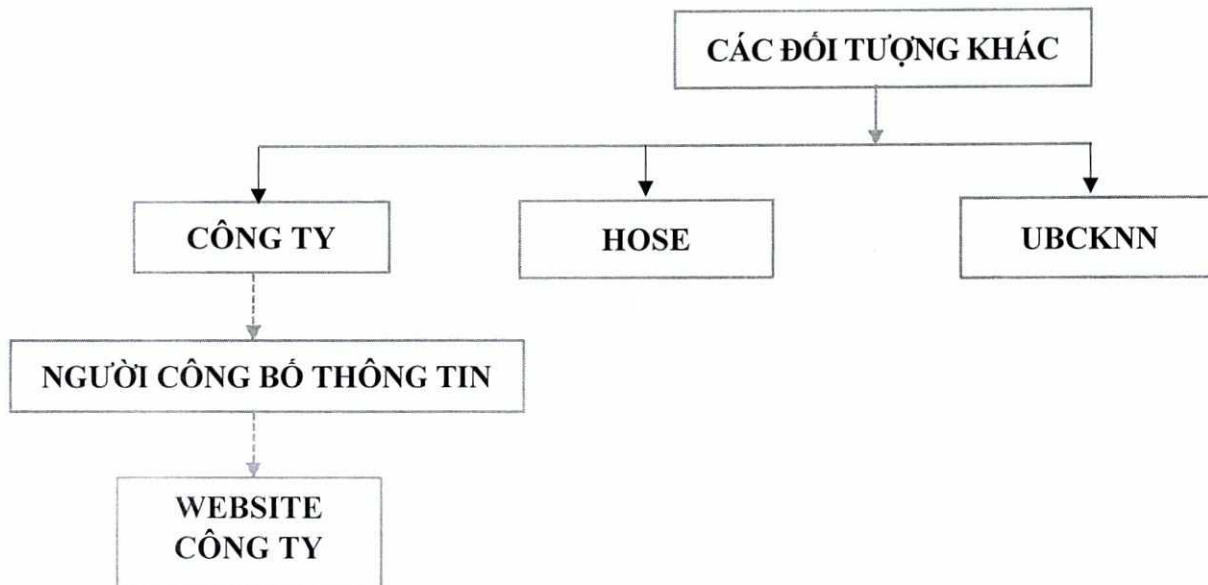 CÁC ĐỐI TƯỢNG KHÁC
CÔNG TY
HOSE
UBCKNN
NGƯỜI CÔNG BỐ THÔNG TIN
WEBSITE
CÔNG TY